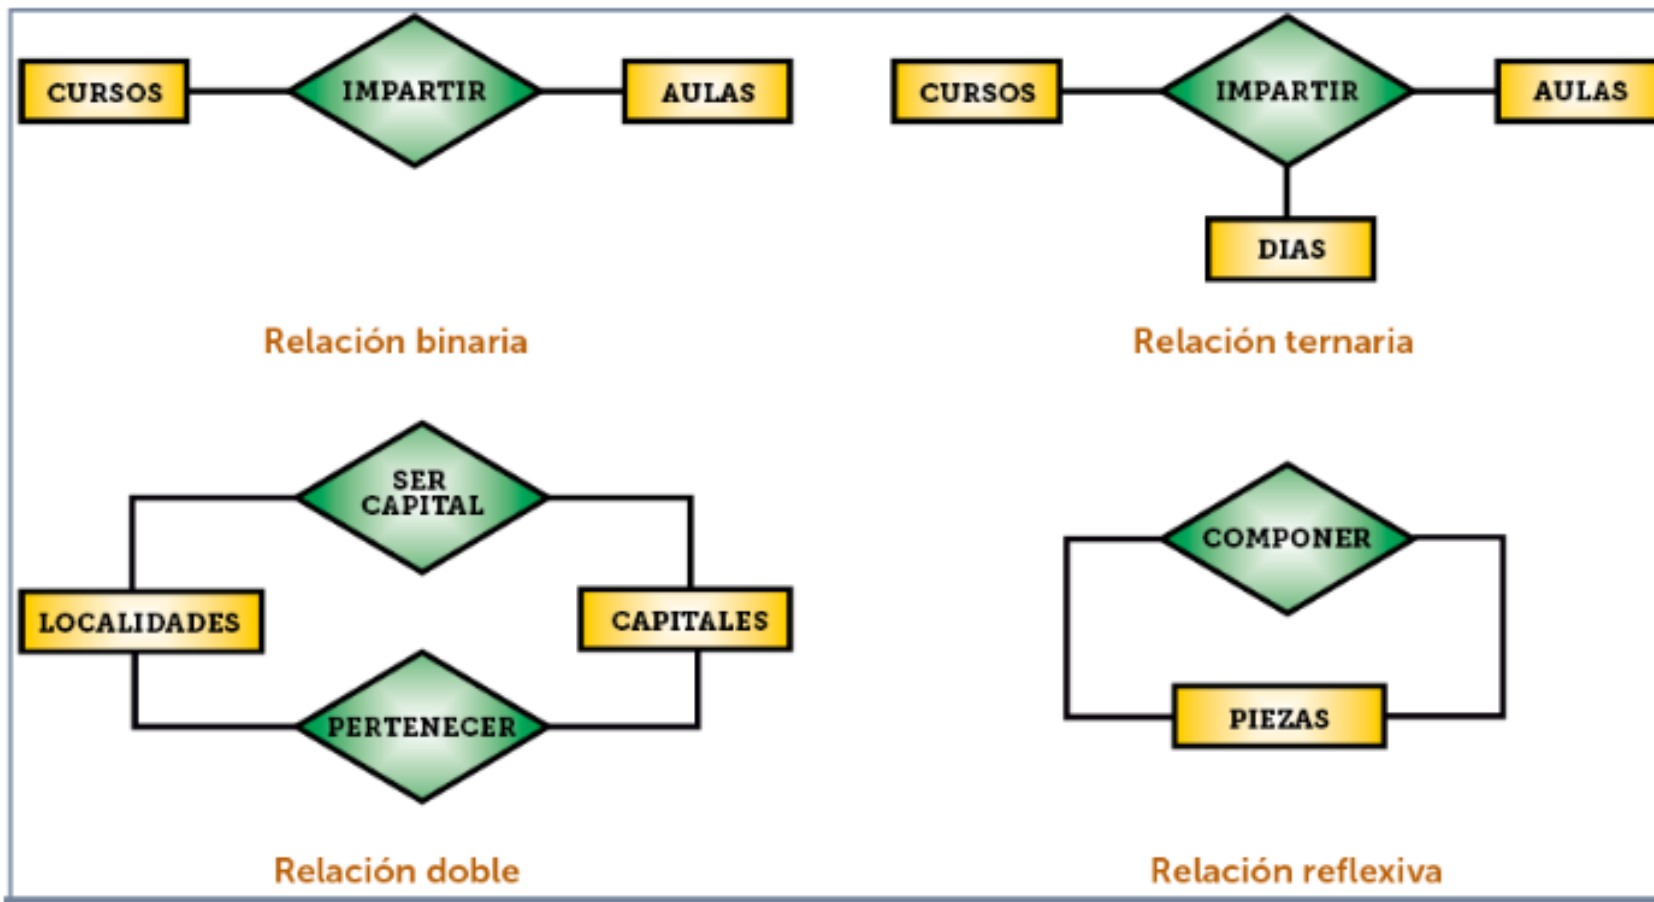 CURSOS
IMPARTIR
AULAS
CURSOS
IMPARTIR
AULAS
DIAS
Relación binaria
Relación ternaria
SER
CAPITAL
LOCALIDADES
CAPITALES
PERTENECER
COMPONER
PIEZAS
Relación doble
Relación reflexiva